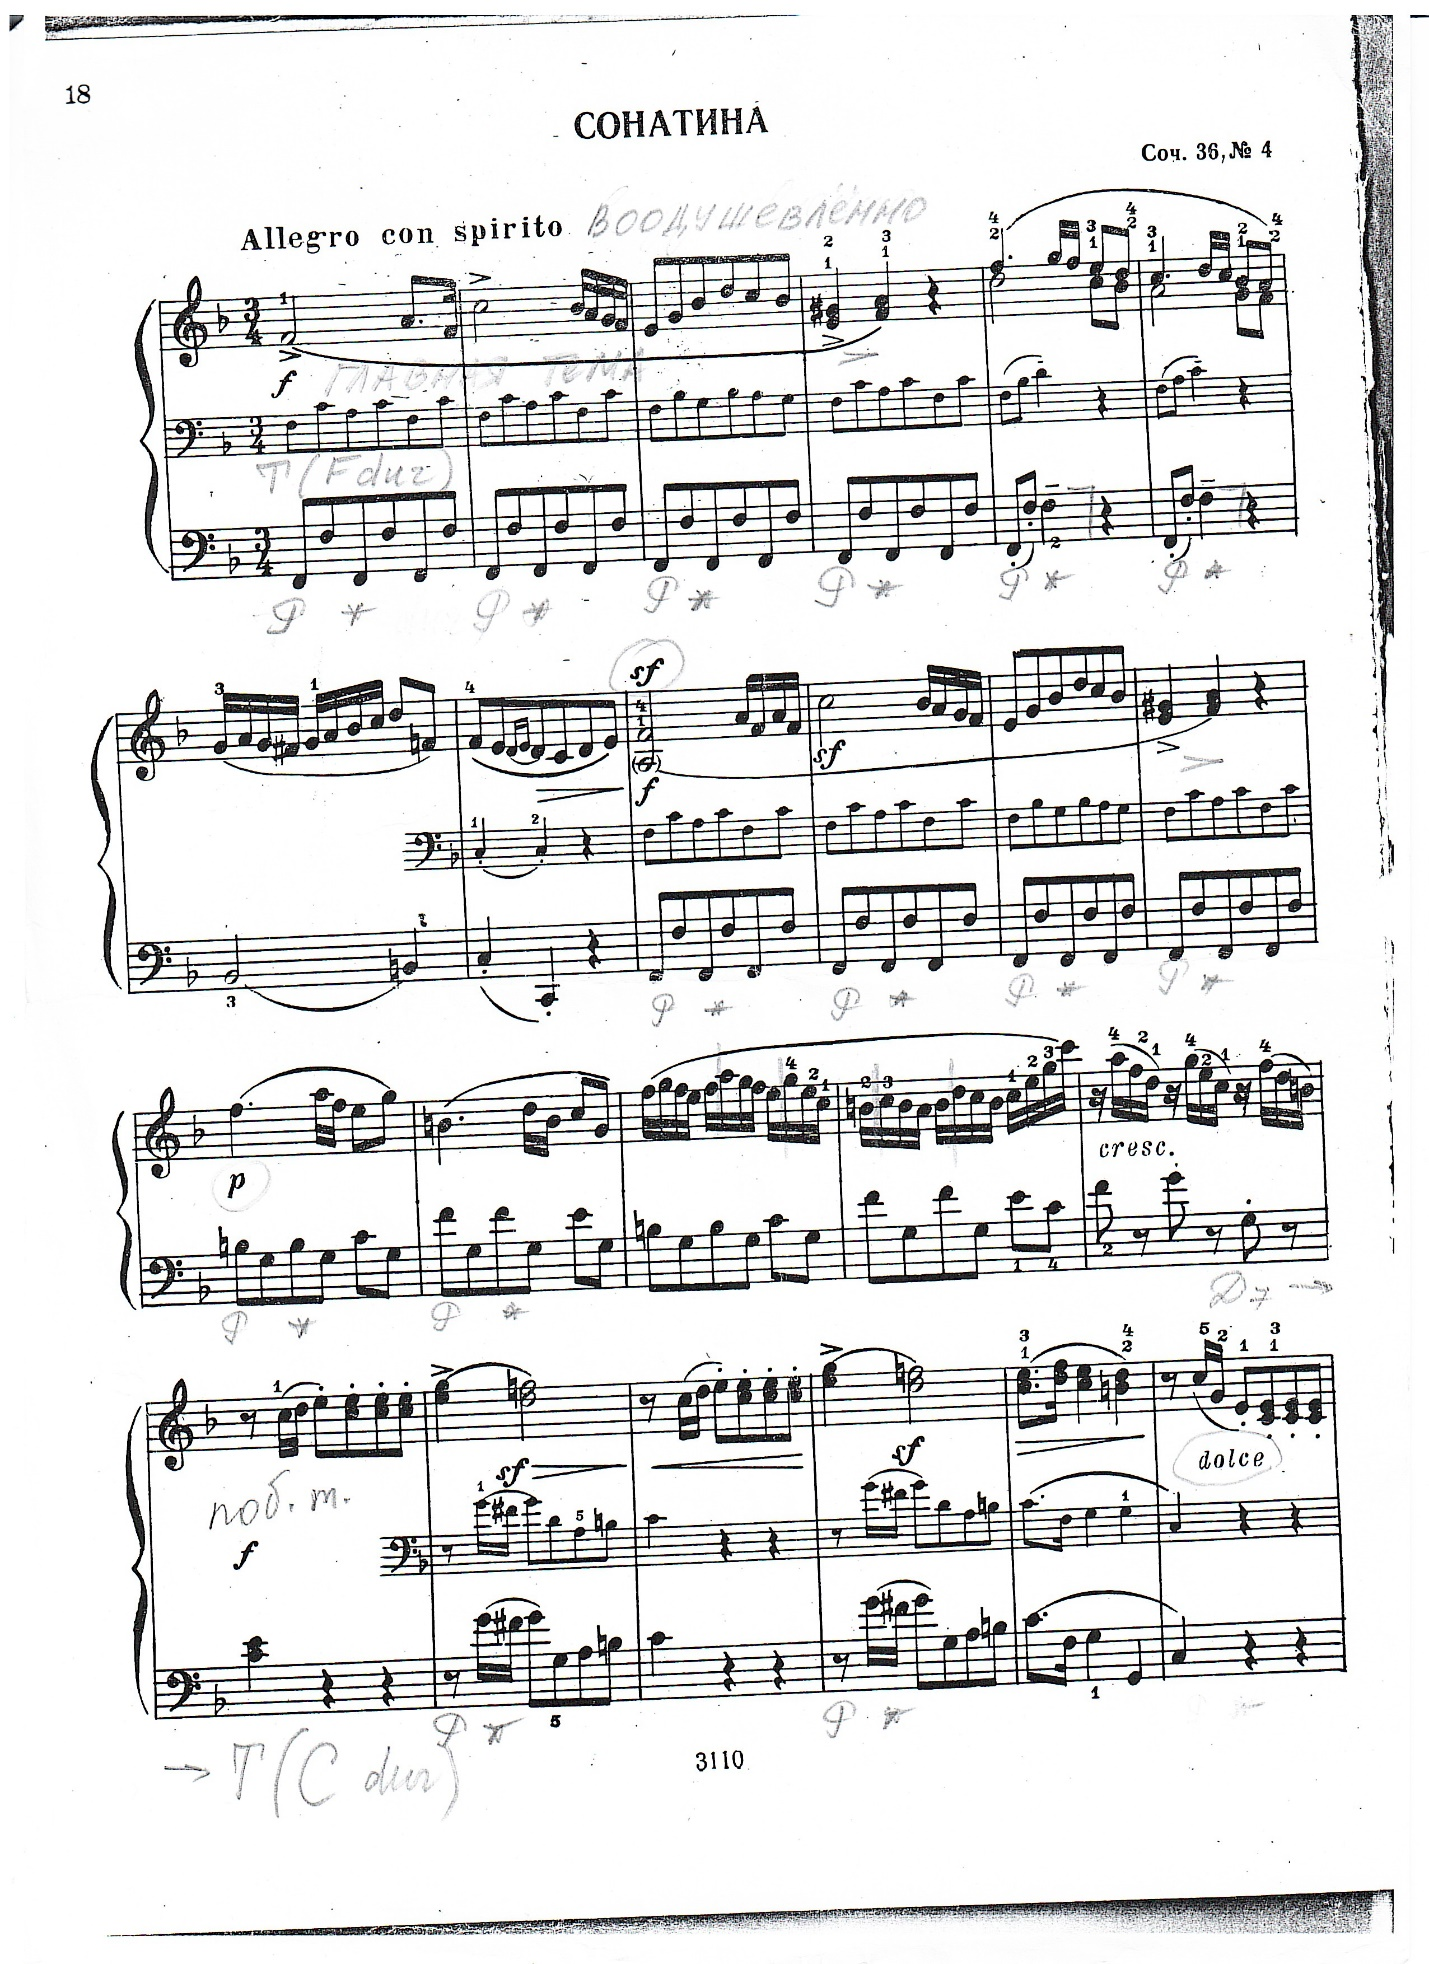 18
СОНАТИНА
Соч. 36, № 4
Allegro con spirito воодушевлённо
f главная тема
T (F dur)
sf
f
sf
p
cresc.
D7 →
поб. т.
f
sf
sf
dolce
→ T (C dur)
3110